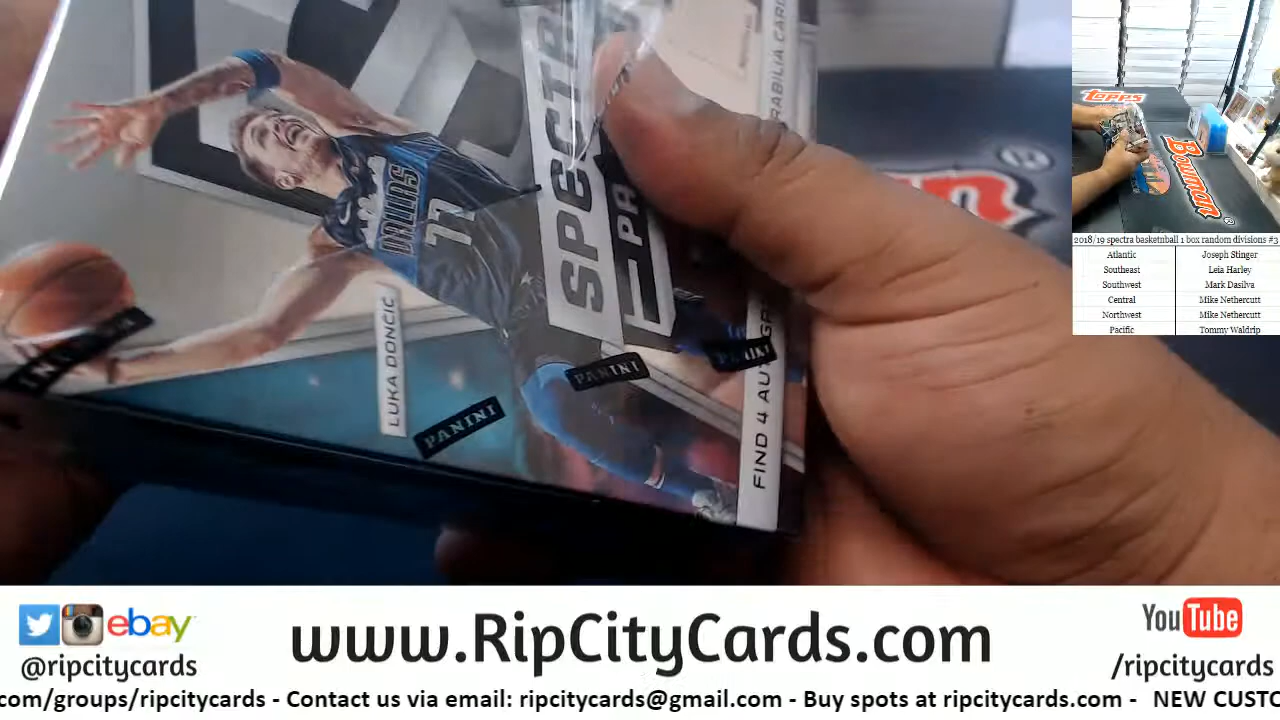 SPECTRA
DALLAS
LUKA DONCIC
PANINI
PANINI
PANINI
FIND 4
Topps
Bowman
2018/19 spectra basketnball 1 box random divisions #3
Atlantic Joseph Stinger
Southeast Leia Harley
Southwest Mark Dasilva
Central Mike Nethercutt
Northwest Mike Nethercutt
Pacific Tommy Waldrip
ebay
@ripcitycards
www.RipCityCards.com
YouTube
/ripcitycards
com/groups/ripcitycards - Contact us via email: ripcitycards@gmail.com - Buy spots at ripcitycards.com - NEW CUSTO